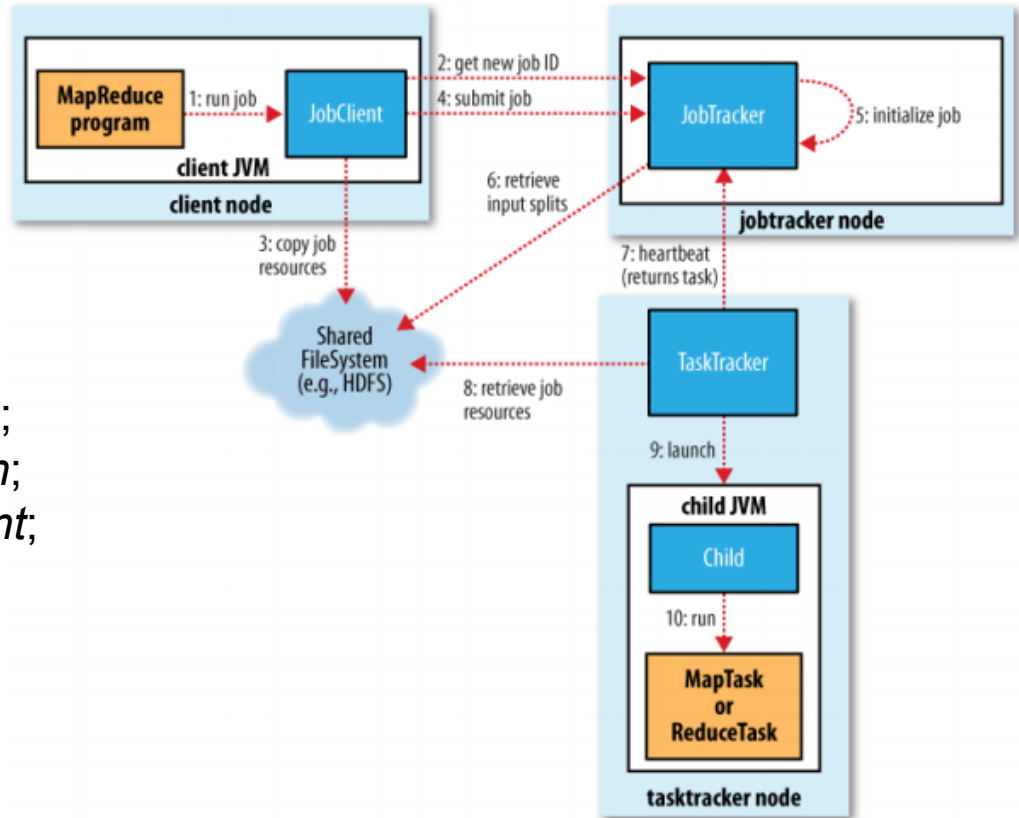 MapReduce
program
1: run job
JobClient
client JVM
client node
2: get new job ID
4: submit job
JobTracker
5: initialize job
jobtracker node
3: copy job
resources
6: retrieve
input splits
7: heartbeat
(returns task)
Shared
FileSystem
(e.g., HDFS)
8: retrieve job
resources
TaskTracker
9: launch
child JVM
Child
10: run
MapTask
or
ReduceTask
tasktracker node